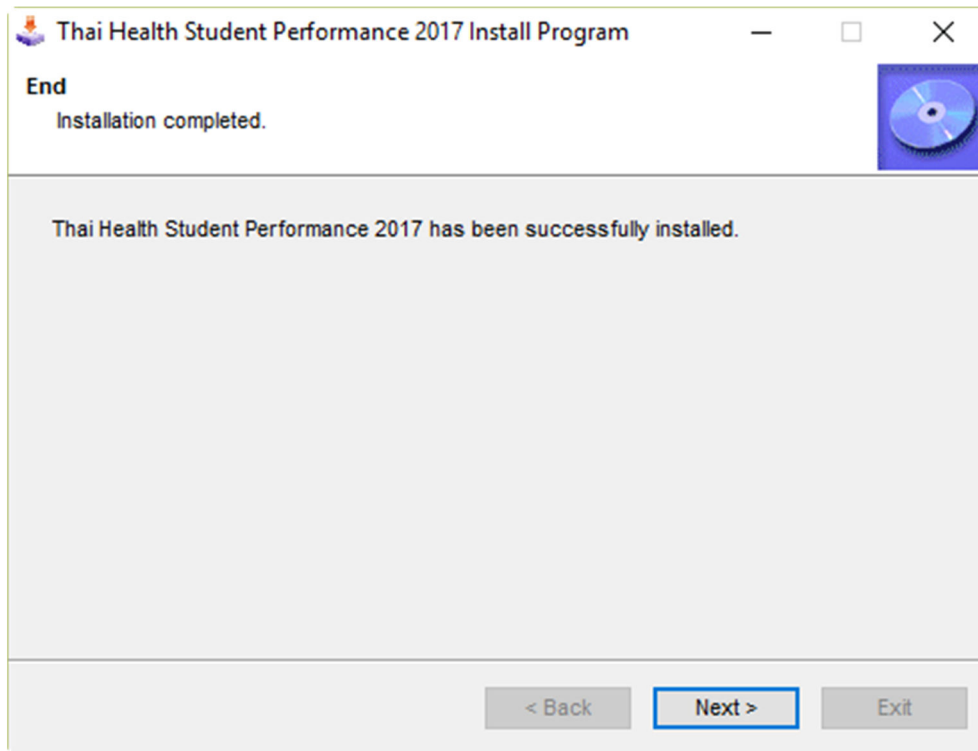 Thai Health Student Performance 2017 Install Program
End
Installation completed.
Thai Health Student Performance 2017 has been successfully installed.
< Back
Next >
Exit